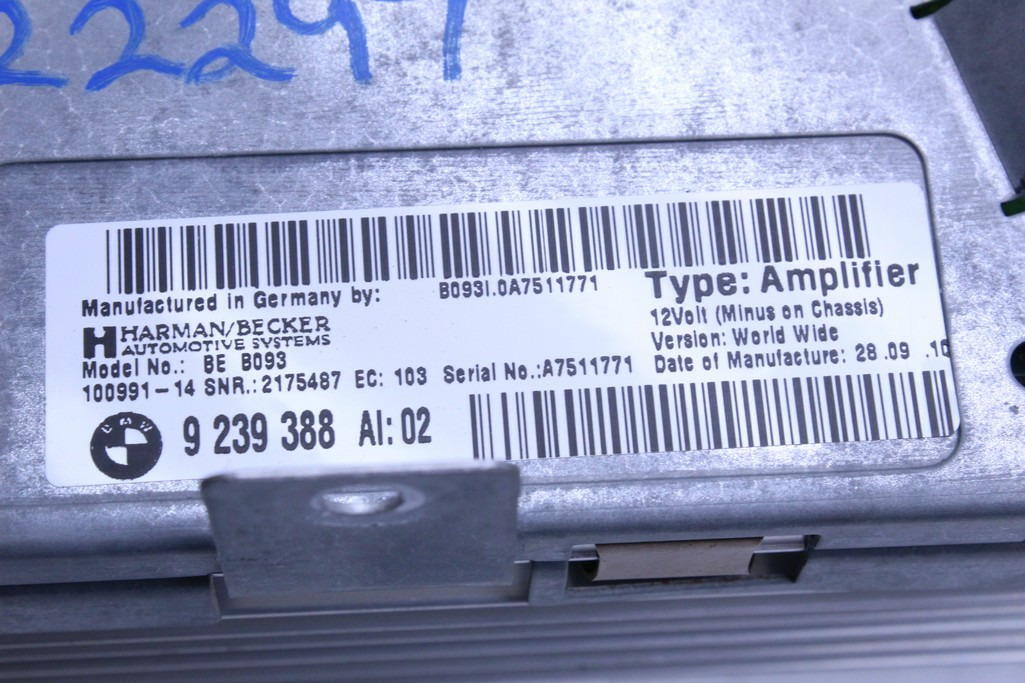 22297
B093I.0A7511771
Manufactured in Germany by:
HARMAN/BECKER
AUTOMOTIVE SYSTEMS
Model No.: BE B093
100991-14 SNR.:2175487 EC: 103 Serial No.:A7511771
Type: Amplifier
12Volt (Minus on Chassis)
Version: World Wide
Date of Manufacture: 28.09 .10
BMW
9 239 388 AI: 02